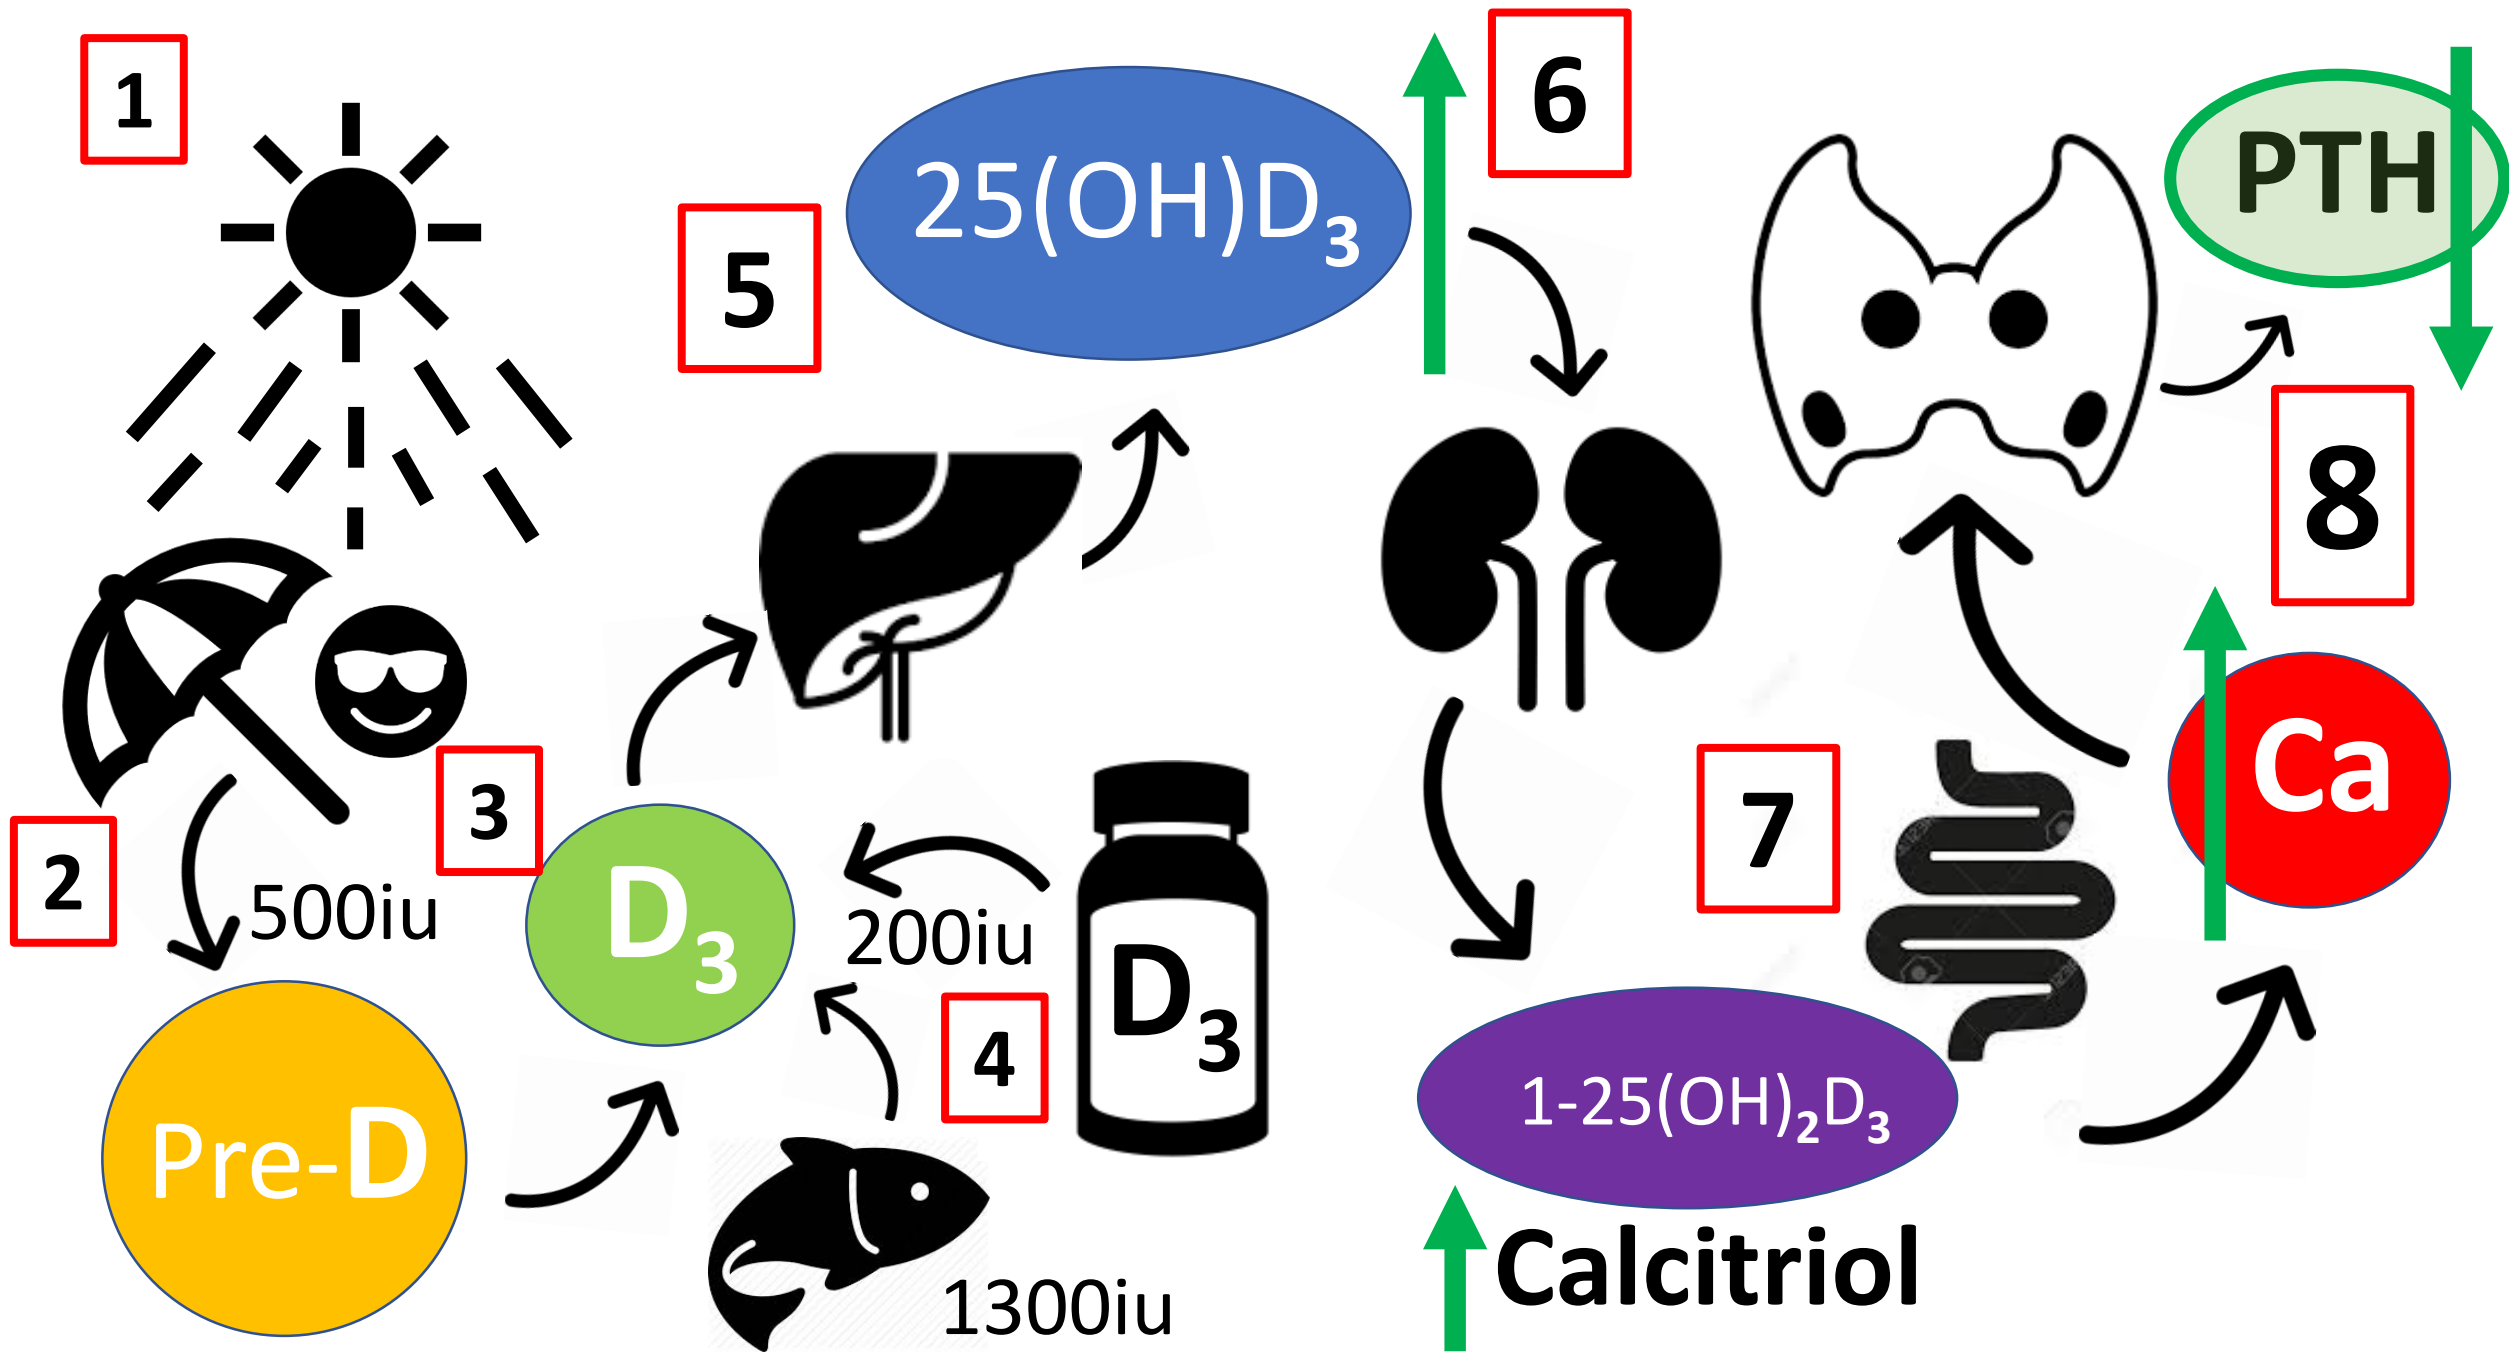 1
2
500iu
Pre-D
3
D₃
200iu
D₃
4
1300iu
5
25(OH)D₃
6
7
1-25(OH)₂D₃
Calcitriol
Ca
8
PTH